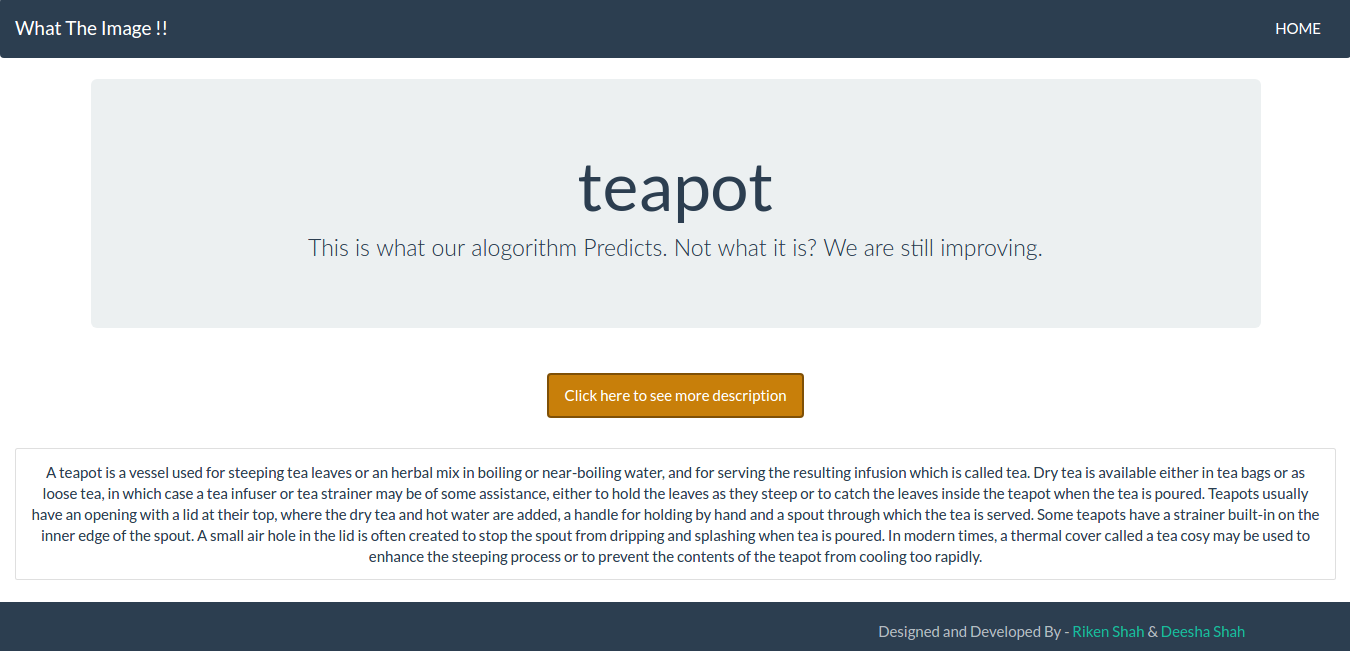 What The Image !!
HOME
teapot
This is what our alogorithm Predicts. Not what it is? We are still improving.
Click here to see more description
A teapot is a vessel used for steeping tea leaves or an herbal mix in boiling or near-boiling water, and for serving the resulting infusion which is called tea. Dry tea is available either in tea bags or as
loose tea, in which case a tea infuser or tea strainer may be of some assistance, either to hold the leaves as they steep or to catch the leaves inside the teapot when the tea is poured. Teapots usually
have an opening with a lid at their top, where the dry tea and hot water are added, a handle for holding by hand and a spout through which the tea is served. Some teapots have a strainer built-in on the
inner edge of the spout. A small air hole in the lid is often created to stop the spout from dripping and splashing when tea is poured. In modern times, a thermal cover called a tea cosy may be used to
enhance the steeping process or to prevent the contents of the teapot from cooling too rapidly.
Designed and Developed By - Riken Shah & Deesha Shah